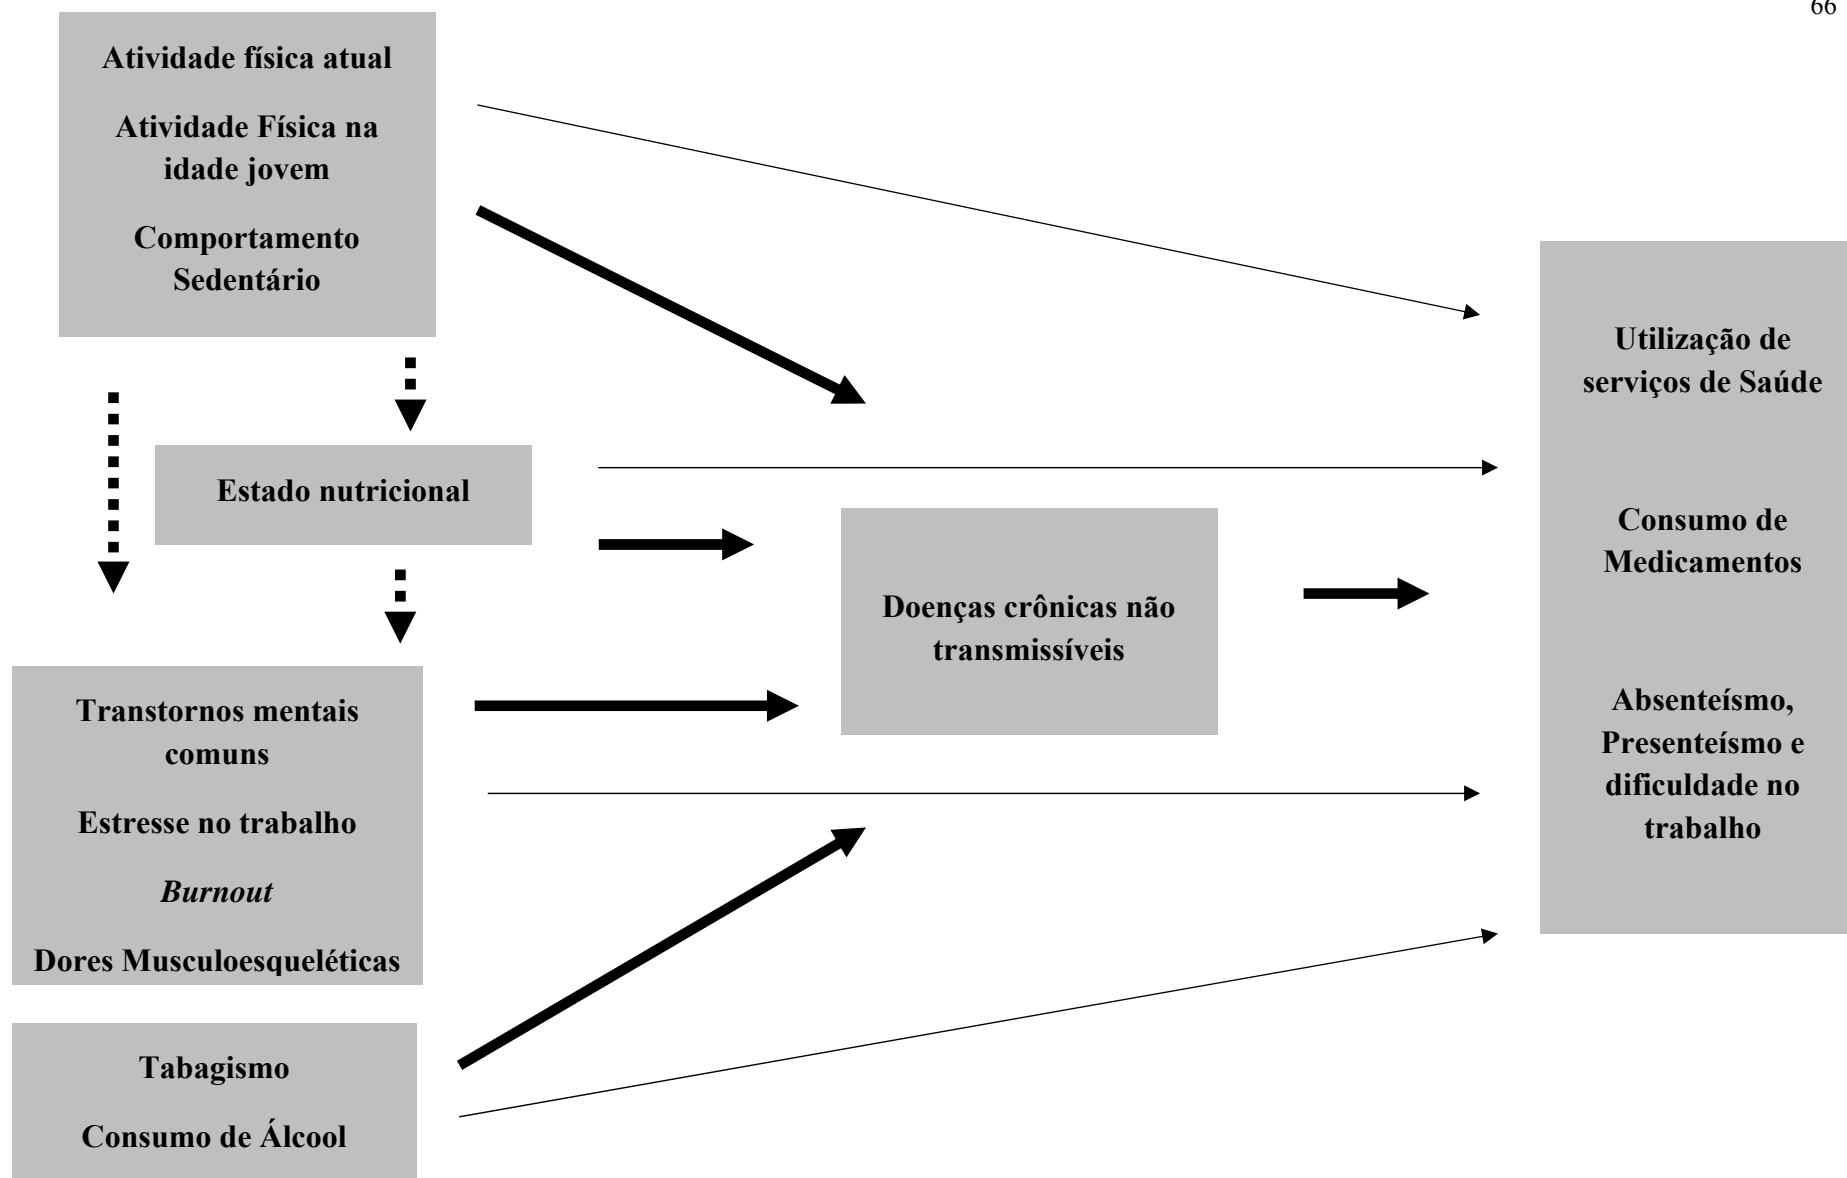 66
Atividade física atual
Atividade Física na
idade jovem
Comportamento
Sedentário
Estado nutricional
Transtornos mentais
comuns
Estresse no trabalho
Burnout
Dores Musculoesqueléticas
Tabagismo
Consumo de Álcool
Doenças crônicas não
transmissíveis
Utilização de
serviços de Saúde
Consumo de
Medicamentos
Absenteísmo,
Presenteísmo e
dificuldade no
trabalho